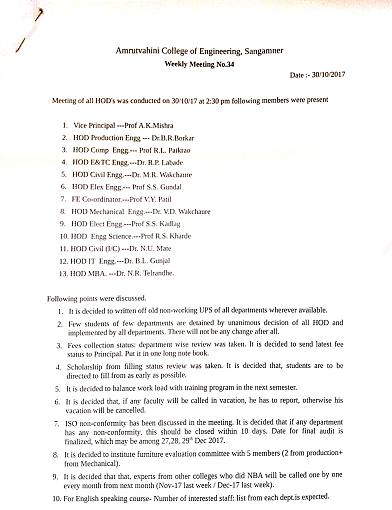 Amrutvahini College of Engineering, Sangamner
Weekly Meeting No.34
Date :- 30/10/2017
Meeting of all HOD's was conducted on 30/10/17 at 2:30 pm following members were present
1. Vice Principal ---Prof A.K.Mishra
2. HOD Production Engg --- Dr.B.R.Borkar
3. HOD Comp Engg.--- Prof R.L. Paikrao
4. HOD E&TC Engg.---Dr. R.P. Labade
5. HOD Civil Engg.---Dr. M.R. Wakchaure
6. HOD Elex Engg.--- Prof S.S. Gundal
7. FE Co-ordinator.---Prof V.Y. Patil
8. HOD Mechanical Engg.---Dr. V.D. Wakchaure
9. HOD Elect Engg.---Prof S.S. Kadlag
10. HOD Engg Science.---Prof R.S. Kharde
11. HOD Civil (I/C) ---Dr. N.U. Mate
12. HOD IT Engg.---Dr. B.L. Gunjal
13. HOD MBA. ---Dr. N.R. Telrandhe.
Following points were discussed.
1. It is decided to written off old non-working UPS of all departments wherever available.
2. Few students of few departments are detained by unanimous decision of all HOD and
implemented by all departments. There will not be any change after all.
3. Fees collection status: department wise review was taken. It is decided to send latest fee
status to Principal. Put it in one long note book.
4. Scholarship from filling status review was taken. It is decided that, students are to be
directed to fill from as early as possible.
5. It is decided to balance work load with training program in the next semester.
6. It is decided that, if any faculty will be called in vacation, he has to report, otherwise his
vacation will be cancelled.
7. ISO non-conformity has been discussed in the meeting. It is decided that if any department
has any non-conformity, this should be closed within 10 days. Date for final audit is
finalized, which may be among 27,28, 29th Dec 2017.
8. It is decided to institute furniture evaluation committee with 5 members (2 from production+
from Mechanical).
9. It is decided that that, experts from other colleges who did NBA will be called one by one
every month from next month (Nov-17 last week / Dec-17 last week).
10. For English speaking course- Number of interested staff: list from each dept.is expected.